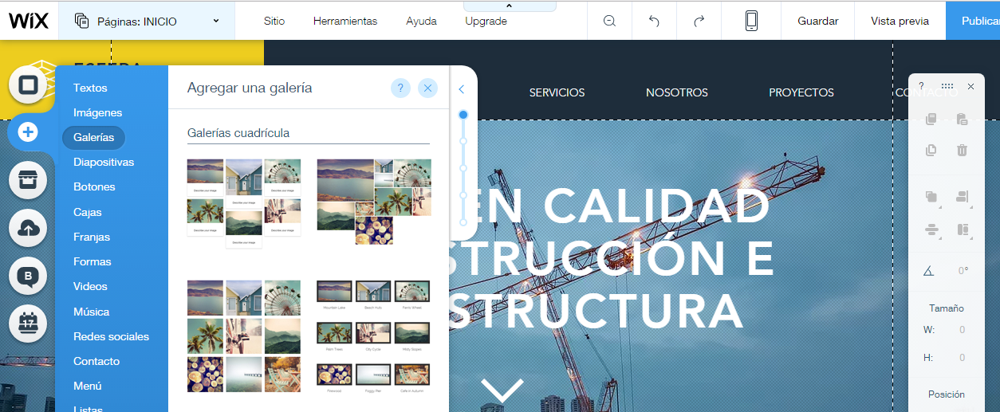 WiX
Páginas: INICIO
Sitio
Herramientas
Ayuda
Upgrade
Guardar
Vista previa
Publicar
SERVICIOS
NOSOTROS
PROYECTOS
CONTACTO
Textos
Imágenes
Galerías
Diapositivas
Botones
Cajas
Franjas
Formas
Videos
Música
Redes sociales
Contacto
Menú
Listas
B
17
Agregar una galería
?
Galerías cuadrícula
Describe your image
Describe your image
Describe your image
Describe your image
Describe your image
Describe your image
Mountain Lake
Beach Huts
Ferris Wheel
Palm Trees
City Cycle
Misty Slopes
Firewood
Foggy Pier
Cafe in Autumn
EN CALIDAD
STRUCCIÓN E
STRUCTURA
?
0°
Tamaño
W: 0
H: 0
Posición